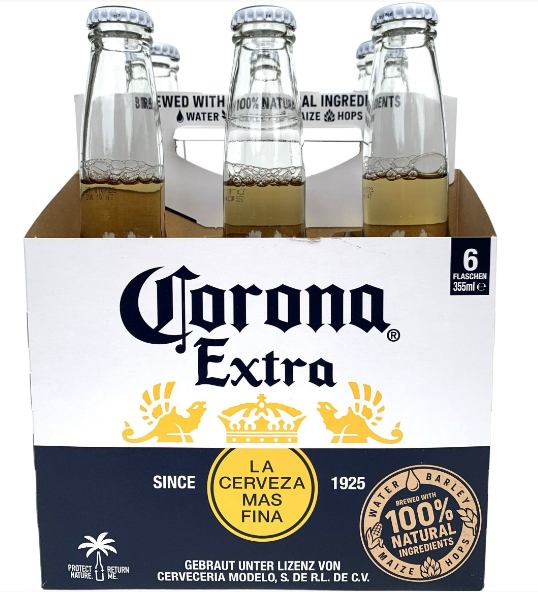 BREWED WITH 100% NATURAL INGREDIENTS
WATER MAIZE HOPS
6
FLASCHEN
355ml ℮
Corona®
Extra
SINCE
LA
CERVEZA
MAS
FINA
1925
WATER BARLEY
BREWED WITH
100%
NATURAL
INGREDIENTS
MAIZE HOPS
PROTECT
NATURE.
RETURN
ME.
GEBRAUT UNTER LIZENZ VON
CERVECERIA MODELO, S. DE R.L. DE C.V.